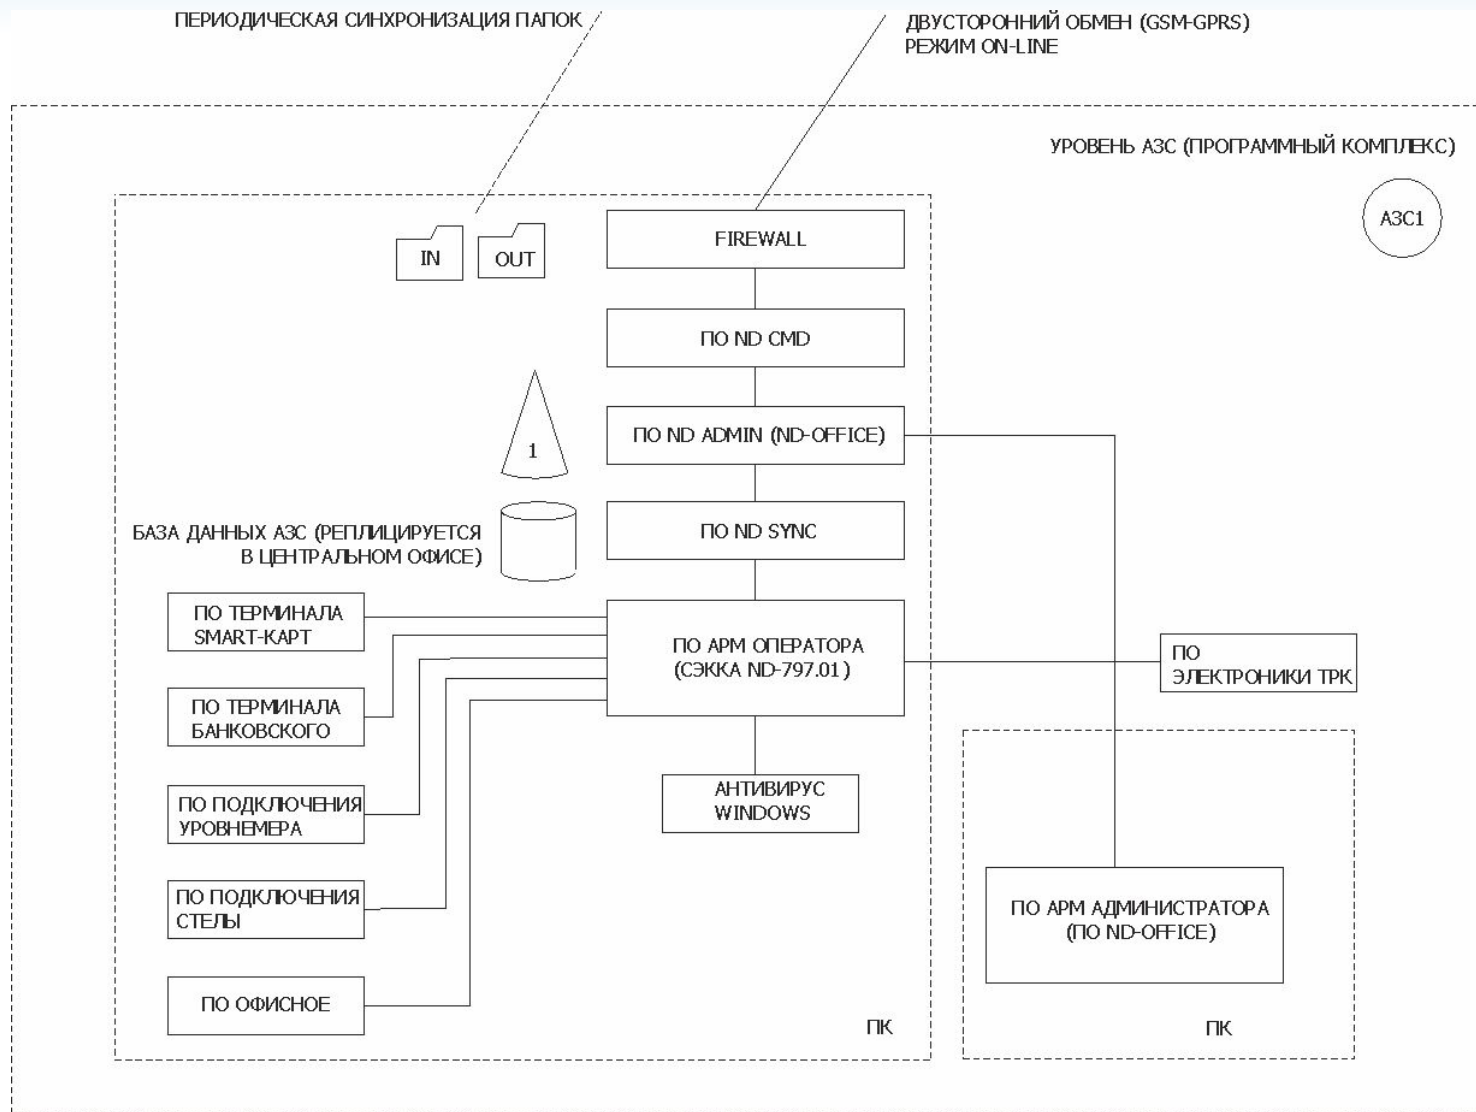 ПЕРИОДИЧЕСКАЯ СИНХРОНИЗАЦИЯ ПАПОК
ДВУСТОРОННИЙ ОБМЕН (GSM-GPRS)
РЕЖИМ ON-LINE
УРОВЕНЬ АЗС (ПРОГРАММНЫЙ КОМПЛЕКС)
АЗС1
IN
OUT
FIREWALL
ПО ND CMD
ПО ND ADMIN (ND-OFFICE)
1
ПО ND SYNC
БАЗА ДАННЫХ АЗС (РЕПЛИЦИРУЕТСЯ
В ЦЕНТРАЛЬНОМ ОФИСЕ)
ПО ТЕРМИНАЛА
SMART-КАРТ
ПО АРМ ОПЕРАТОРА
(СЭККА ND-797.01)
ПО
ЭЛЕКТРОНИКИ ТРК
ПО ТЕРМИНАЛА
БАНКОВСКОГО
АНТИВИРУС
WINDOWS
ПО ПОДКЛЮЧЕНИЯ
УРОВНЕМЕРА
ПО ПОДКЛЮЧЕНИЯ
СТЕЛЫ
ПО АРМ АДМИНИСТРАТОРА
(ПО ND-OFFICE)
ПО ОФИСНОЕ
ПК
ПК